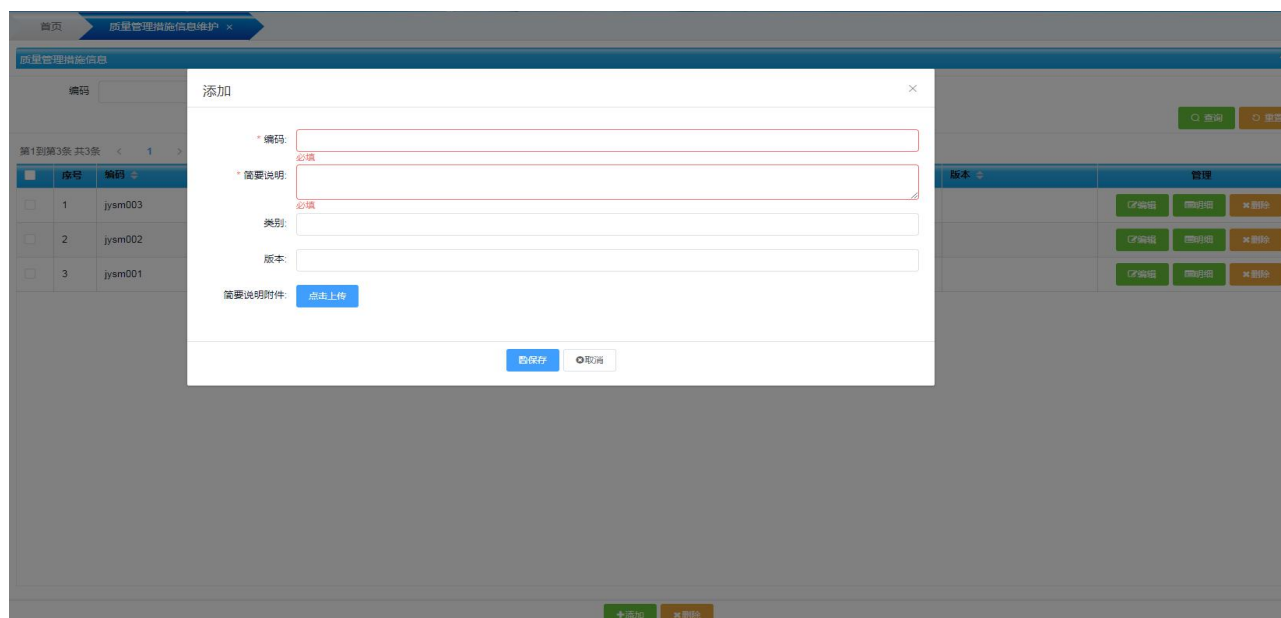 首页
质量管理措施信息维护 ×
质量管理措施信息
编码
查询
重置
第1到第3条 共3条 < 1 >
序号 编码 版本 管理
1 jysm003 编辑 明细 删除
2 jysm002 编辑 明细 删除
3 jysm001 编辑 明细 删除
添加 ×
* 编码:
必填
* 简要说明:
必填
类别:
版本:
简要说明附件: 点击上传
保存 取消
添加 删除